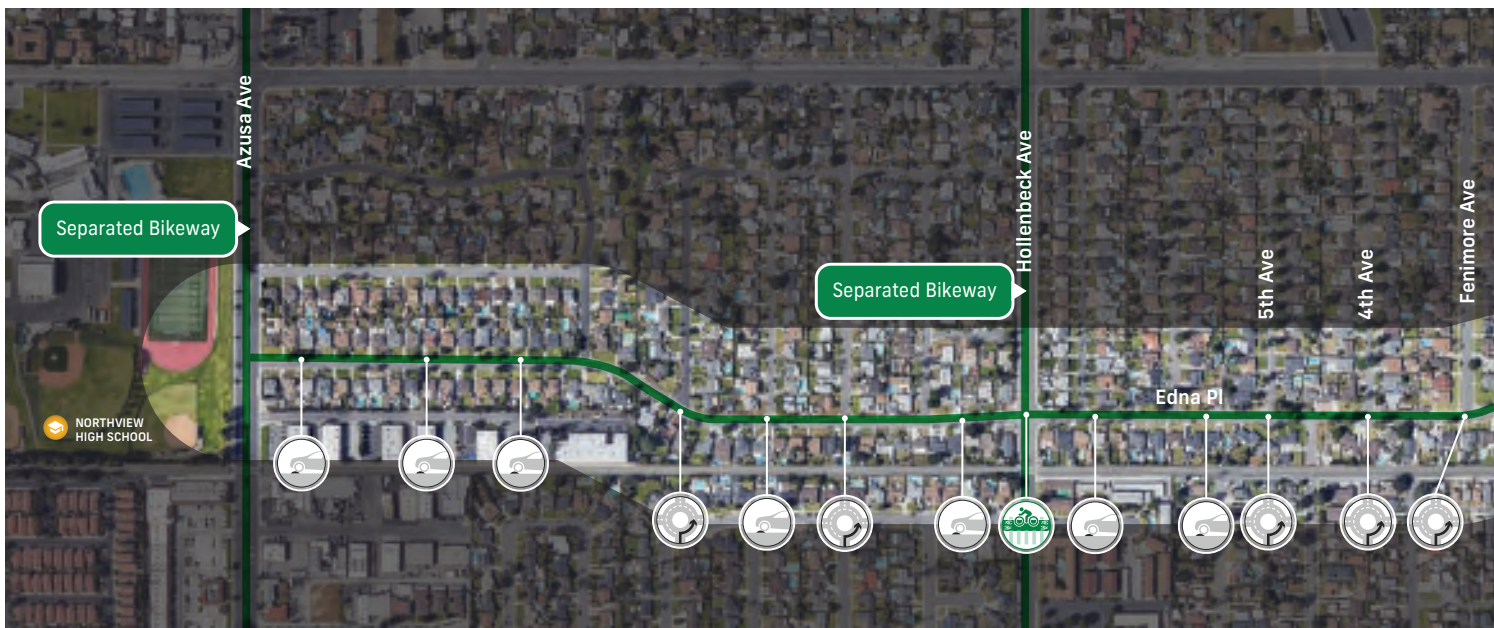 Azusa Ave
Separated Bikeway
Hollenbeck Ave
Separated Bikeway
5th Ave
4th Ave
Fenimore Ave
Edna Pl
NORTHVIEW
HIGH SCHOOL